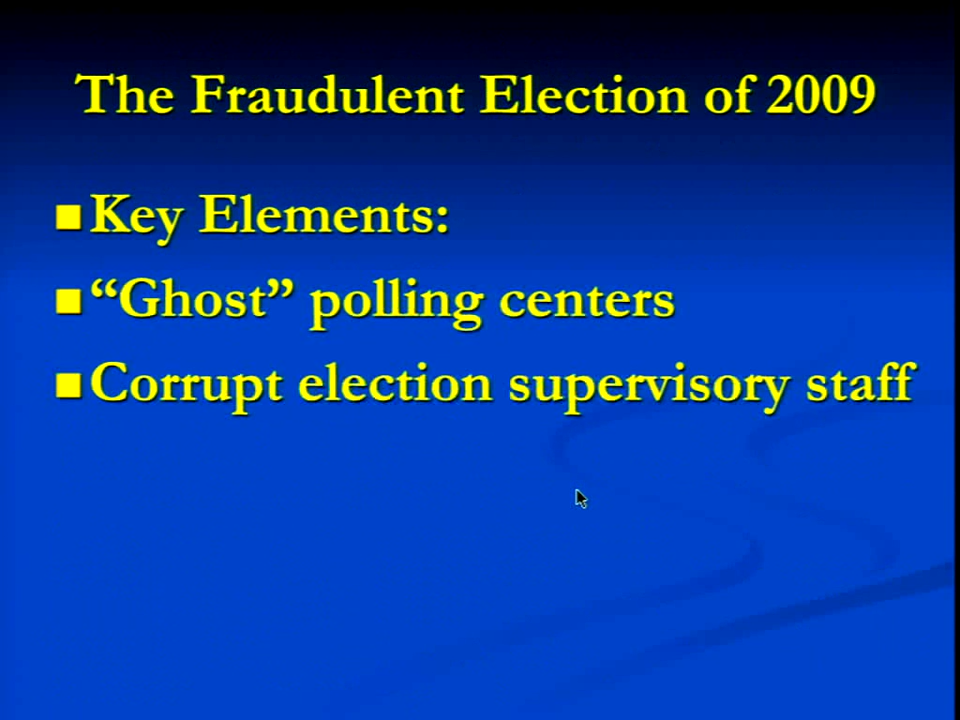 The Fraudulent Election of 2009
Key Elements:
“Ghost” polling centers
Corrupt election supervisory staff